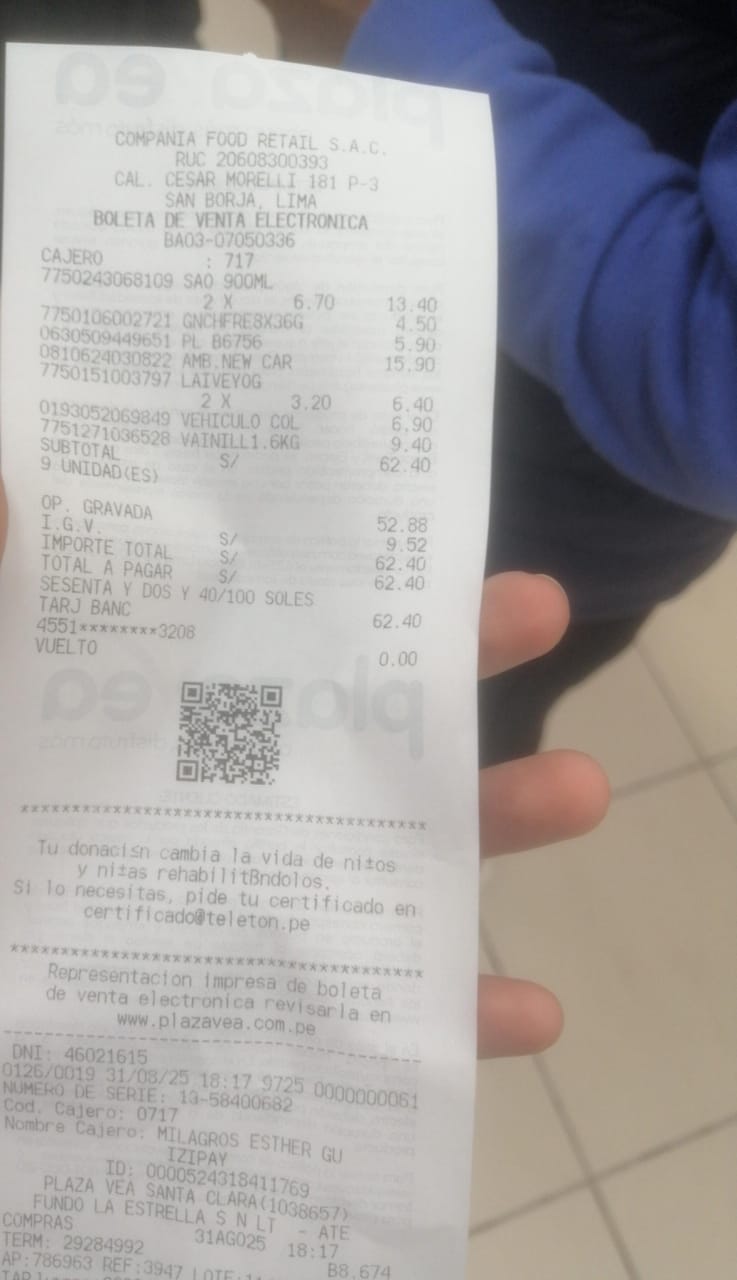 COMPANIA FOOD RETAIL S.A.C.
RUC 20608300393
CAL. CESAR MORELLI 181 P-3
SAN BORJA, LIMA
BOLETA DE VENTA ELECTRONICA
BA03-07050336
CAJERO : 717
7750243068109 SAO 900ML
2 X 6.70 13.40
7750106002721 GNCHFRE8X36G 4.50
0630509449651 PL B6756 5.90
0810624030822 AMB.NEW CAR 15.90
7750151003797 LAIVEYOG
2 X 3.20 6.40
0193052069849 VEHICULO COL 6.90
7751271036528 VAINILL1.6KG 9.40
SUBTOTAL S/ 62.40
9 UNIDAD(ES)
OP. GRAVADA 52.88
I.G.V. S/ 9.52
IMPORTE TOTAL S/ 62.40
TOTAL A PAGAR S/ 62.40
SESENTA Y DOS Y 40/100 SOLES
TARJ BANC 62.40
4551********3208
VUELTO 0.00
****************************************
Tu donación cambia la vida de ni±os
y ni±as rehabilitBndolos.
Si lo necesitas, pide tu certificado en
certificado@teleton.pe
****************************************
Representacion impresa de boleta
de venta electronica revisarla en
www.plazavea.com.pe
DNI: 46021615
0126/0019 31/08/25 18:17 9725 0000000061
NUMERO DE SERIE: 13-58400682
Cod. Cajero: 0717
Nombre Cajero: MILAGROS ESTHER GU
IZIPAY
ID: 0000524318411769
PLAZA VEA SANTA CLARA(1038657)
FUNDO LA ESTRELLA S N LT - ATE
COMPRAS 31AGO25 18:17
TERM: 29284992 B8.674
AP:786963 REF:3947